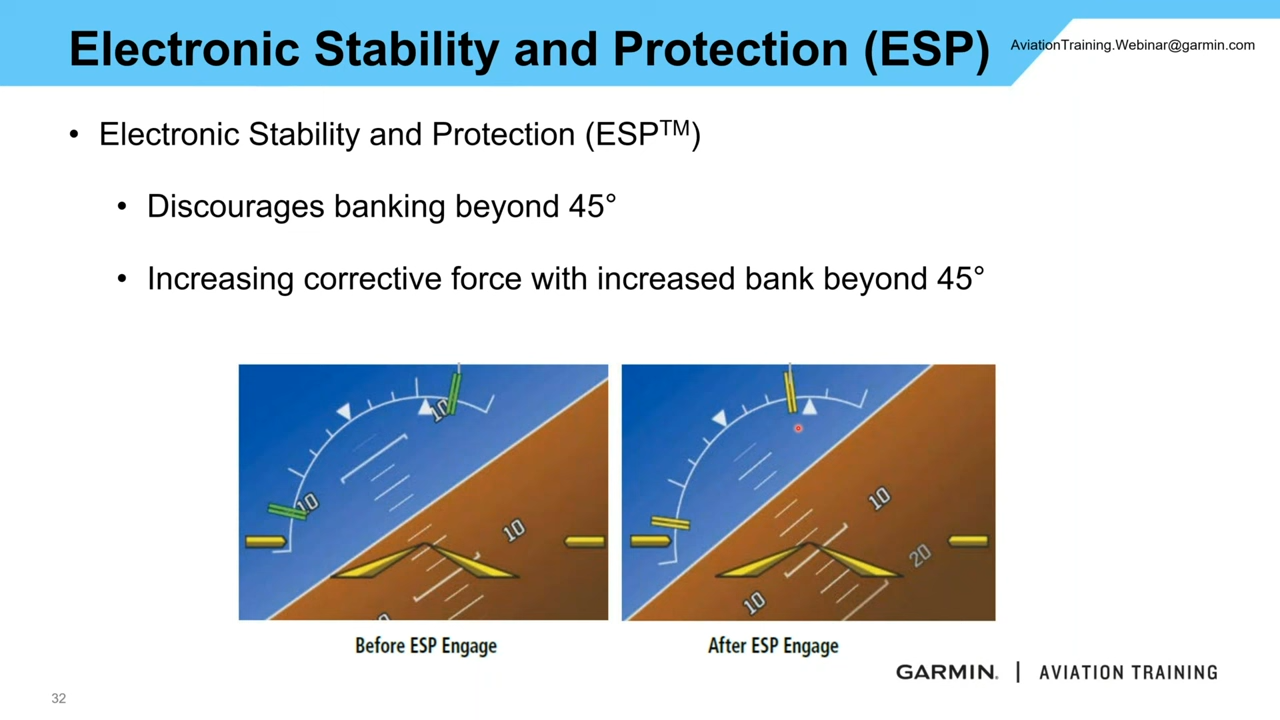 Electronic Stability and Protection (ESP)
AviationTraining.Webinar@garmin.com
• Electronic Stability and Protection (ESP™)
• Discourages banking beyond 45°
• Increasing corrective force with increased bank beyond 45°
10
10
10
10
20
10
Before ESP Engage
After ESP Engage
GARMIN. | AVIATION TRAINING
32